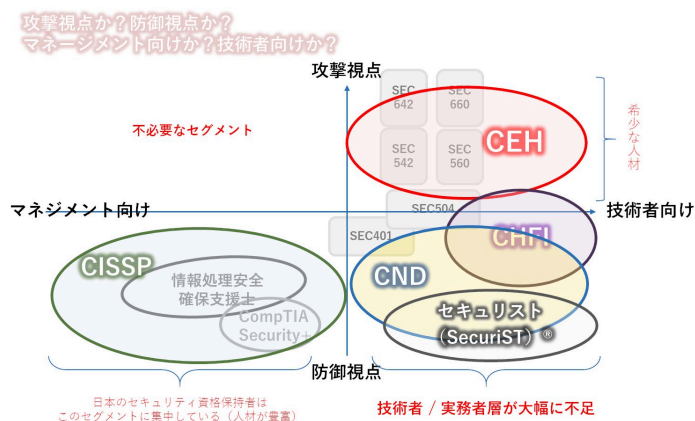 攻撃視点か？防御視点か？
マネージメント向けか？技術者向けか？
攻撃視点
SEC
642
SEC
660
不必要なセグメント
CEH
希少な人材
SEC
542
SEC
560
マネジメント向け
SEC504
技術者向け
SEC401
CHFI
CISSP
CND
情報処理安全
確保支援士
CompTIA
Security+
セキュリスト
（SecuriST）®
防御視点
日本のセキュリティ資格保持者は
このセグメントに集中している（人材が豊富）
技術者 / 実務者層が大幅に不足